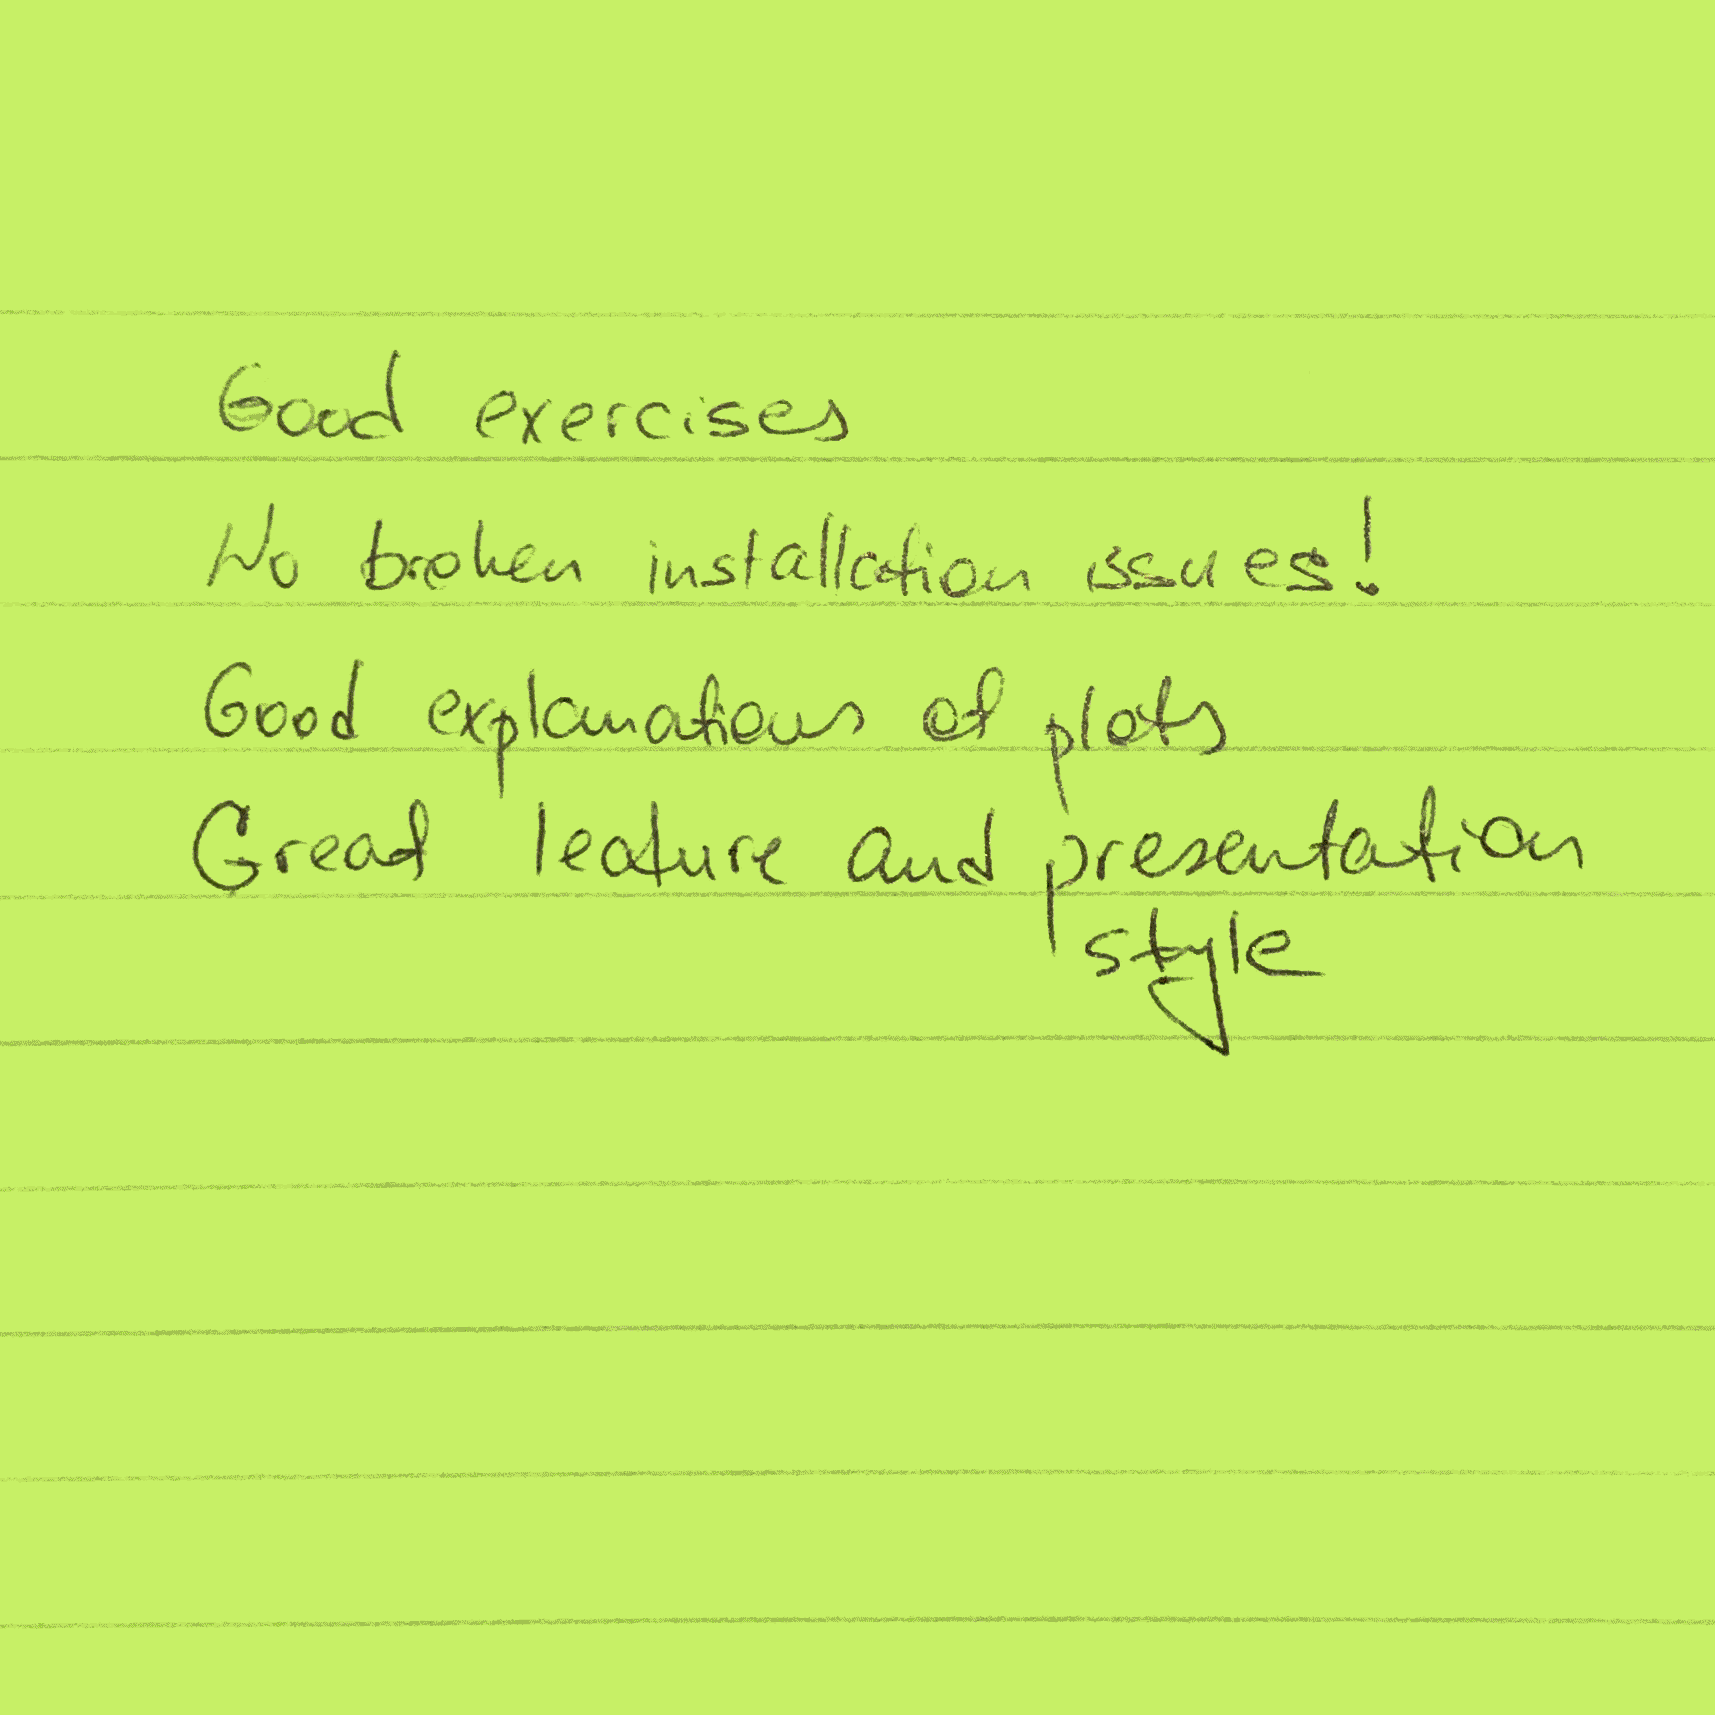 Good exercises
No broken installation issues!
Good explanations of plots
Great lecture and presentation
style